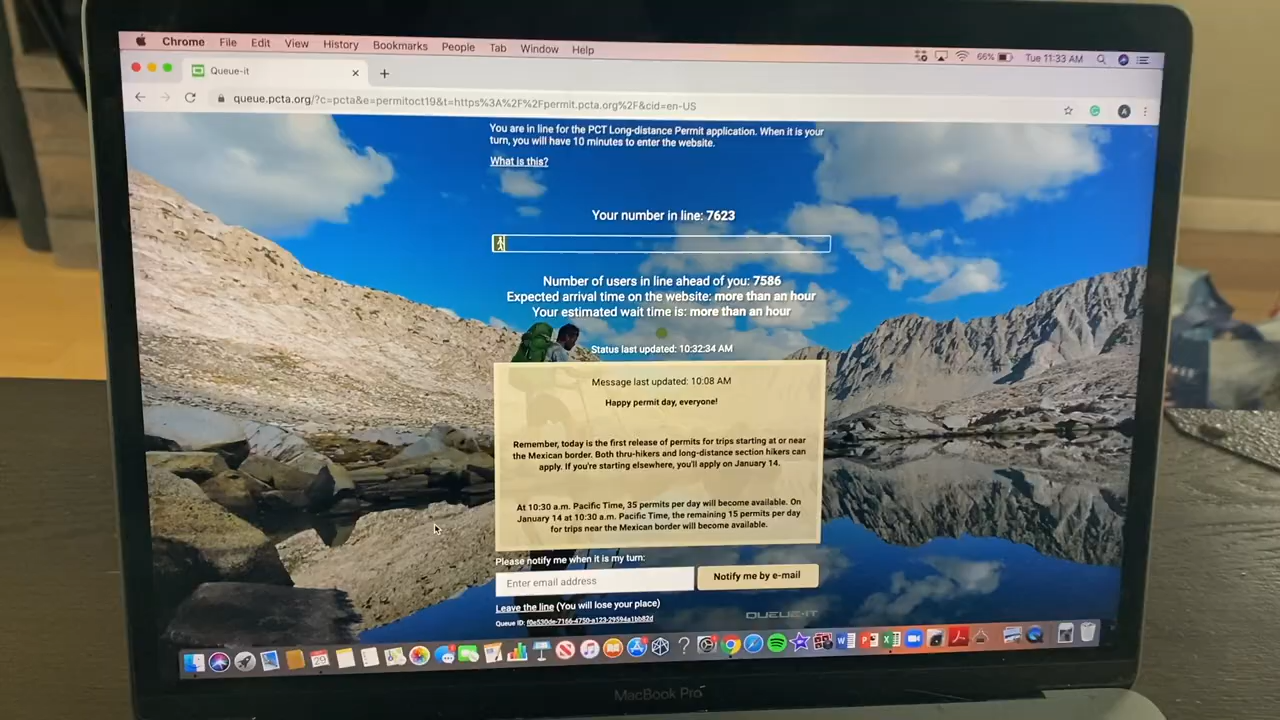 Chrome File Edit View History Bookmarks People Tab Window Help 66% Tue 11:33 AM
Queue-it
queue.pcta.org/?c=pcta&e=permitoct19&t=https%3A%2F%2Fpermit.pcta.org%2F&cid=en-US
A
You are in line for the PCT Long-distance Permit application. When it is your
turn, you will have 10 minutes to enter the website.
What is this?
Your number in line: 7623
Number of users in line ahead of you: 7586
Expected arrival time on the website: more than an hour
Your estimated wait time is: more than an hour
Status last updated: 10:32:34 AM
Message last updated: 10:08 AM
Happy permit day, everyone!
Remember, today is the first release of permits for trips starting at or near
the Mexican border. Both thru-hikers and long-distance section hikers can
apply. If you're starting elsewhere, you'll apply on January 14.
At 10:30 a.m. Pacific Time, 35 permits per day will become available. On
January 14 at 10:30 a.m. Pacific Time, the remaining 15 permits per day
for trips near the Mexican border will become available.
Please notify me when it is my turn:
Enter email address
Notify me by e-mail
Leave the line (You will lose your place)
QUEUE-IT
Queue ID: f0e530de-7166-4750-a123-29594a1bb82d
29
MacBook Pro